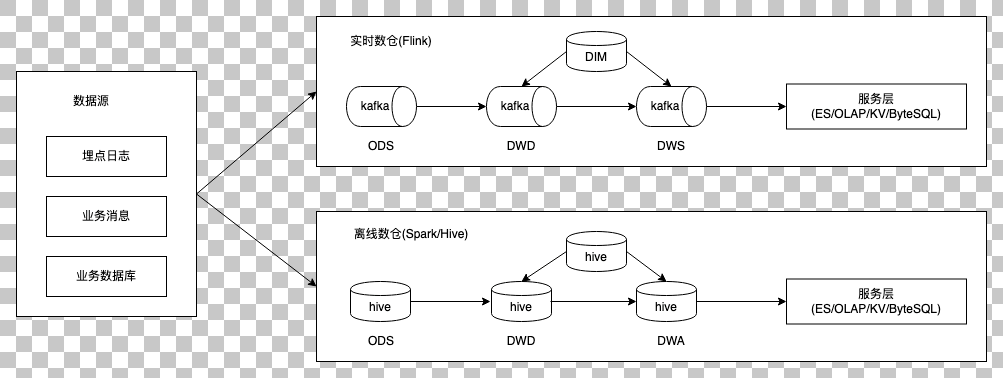 数据源
埋点日志
业务消息
业务数据库
实时数仓(Flink)
DIM
kafka
kafka
kafka
ODS
DWD
DWS
服务层
(ES/OLAP/KV/ByteSQL)
离线数仓(Spark/Hive)
hive
hive
hive
hive
ODS
DWD
DWA
服务层
(ES/OLAP/KV/ByteSQL)